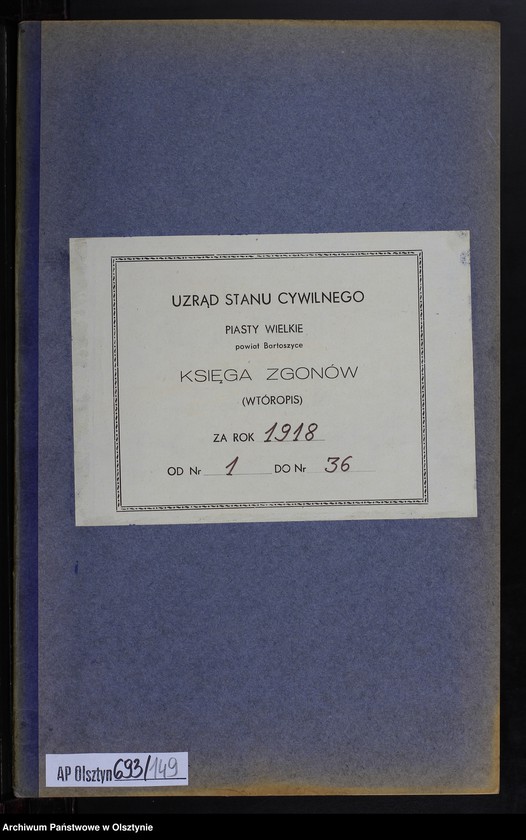 UZRĄD STANU CYWILNEGO
PIASTY WIELKIE
powiat Bartoszyce
KSIĘGA ZGONÓW
(WTÓROPIS)
ZA ROK 1918
OD Nr 1 DO Nr 36
AP Olsztyn 693/149
Archiwum Państwowe w Olsztynie